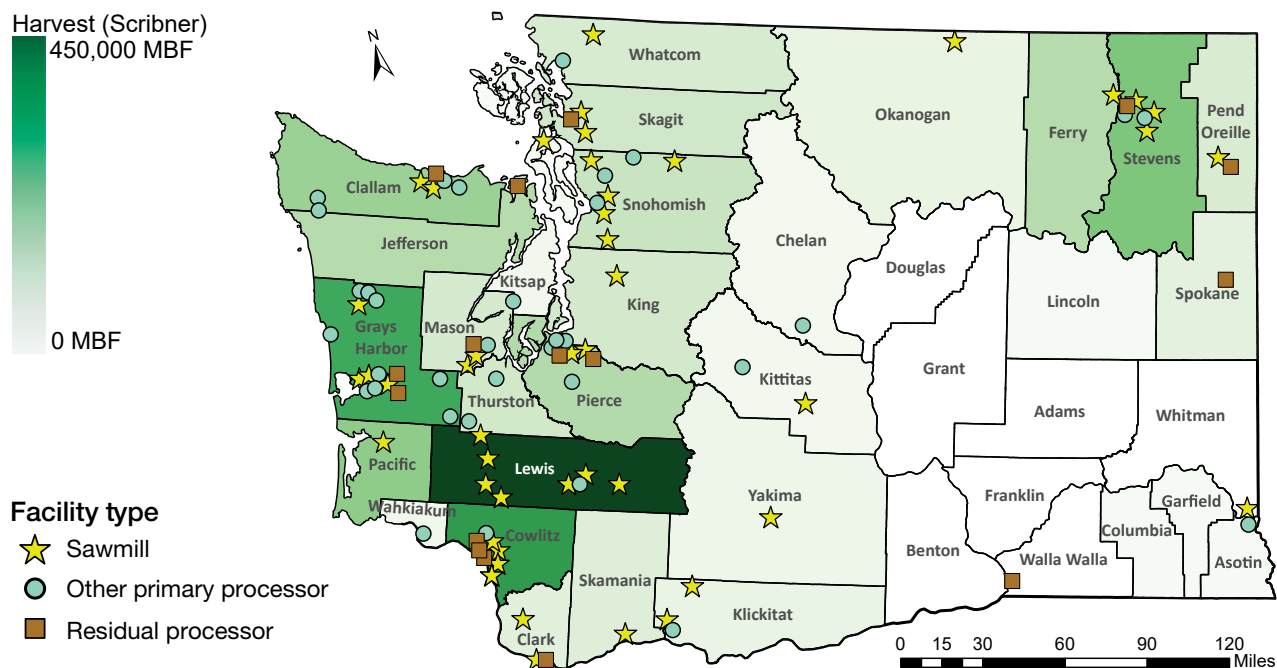 Harvest (Scribner)
450,000 MBF
0 MBF
N
Whatcom
Okanogan
Ferry
Pend
Oreille
Stevens
Skagit
Clallam
Snohomish
Jefferson
Chelan
Douglas
Kitsap
King
Lincoln
Spokane
Grays
Harbor
Mason
Kittitas
Grant
Thurston
Pierce
Adams
Whitman
Pacific
Lewis
Yakima
Franklin
Garfield
Wahkiakum
Cowlitz
Columbia
Benton
Walla Walla
Asotin
Skamania
Klickitat
Clark
Facility type
Sawmill
Other primary processor
Residual processor
0 15 30 60 90 120
Miles